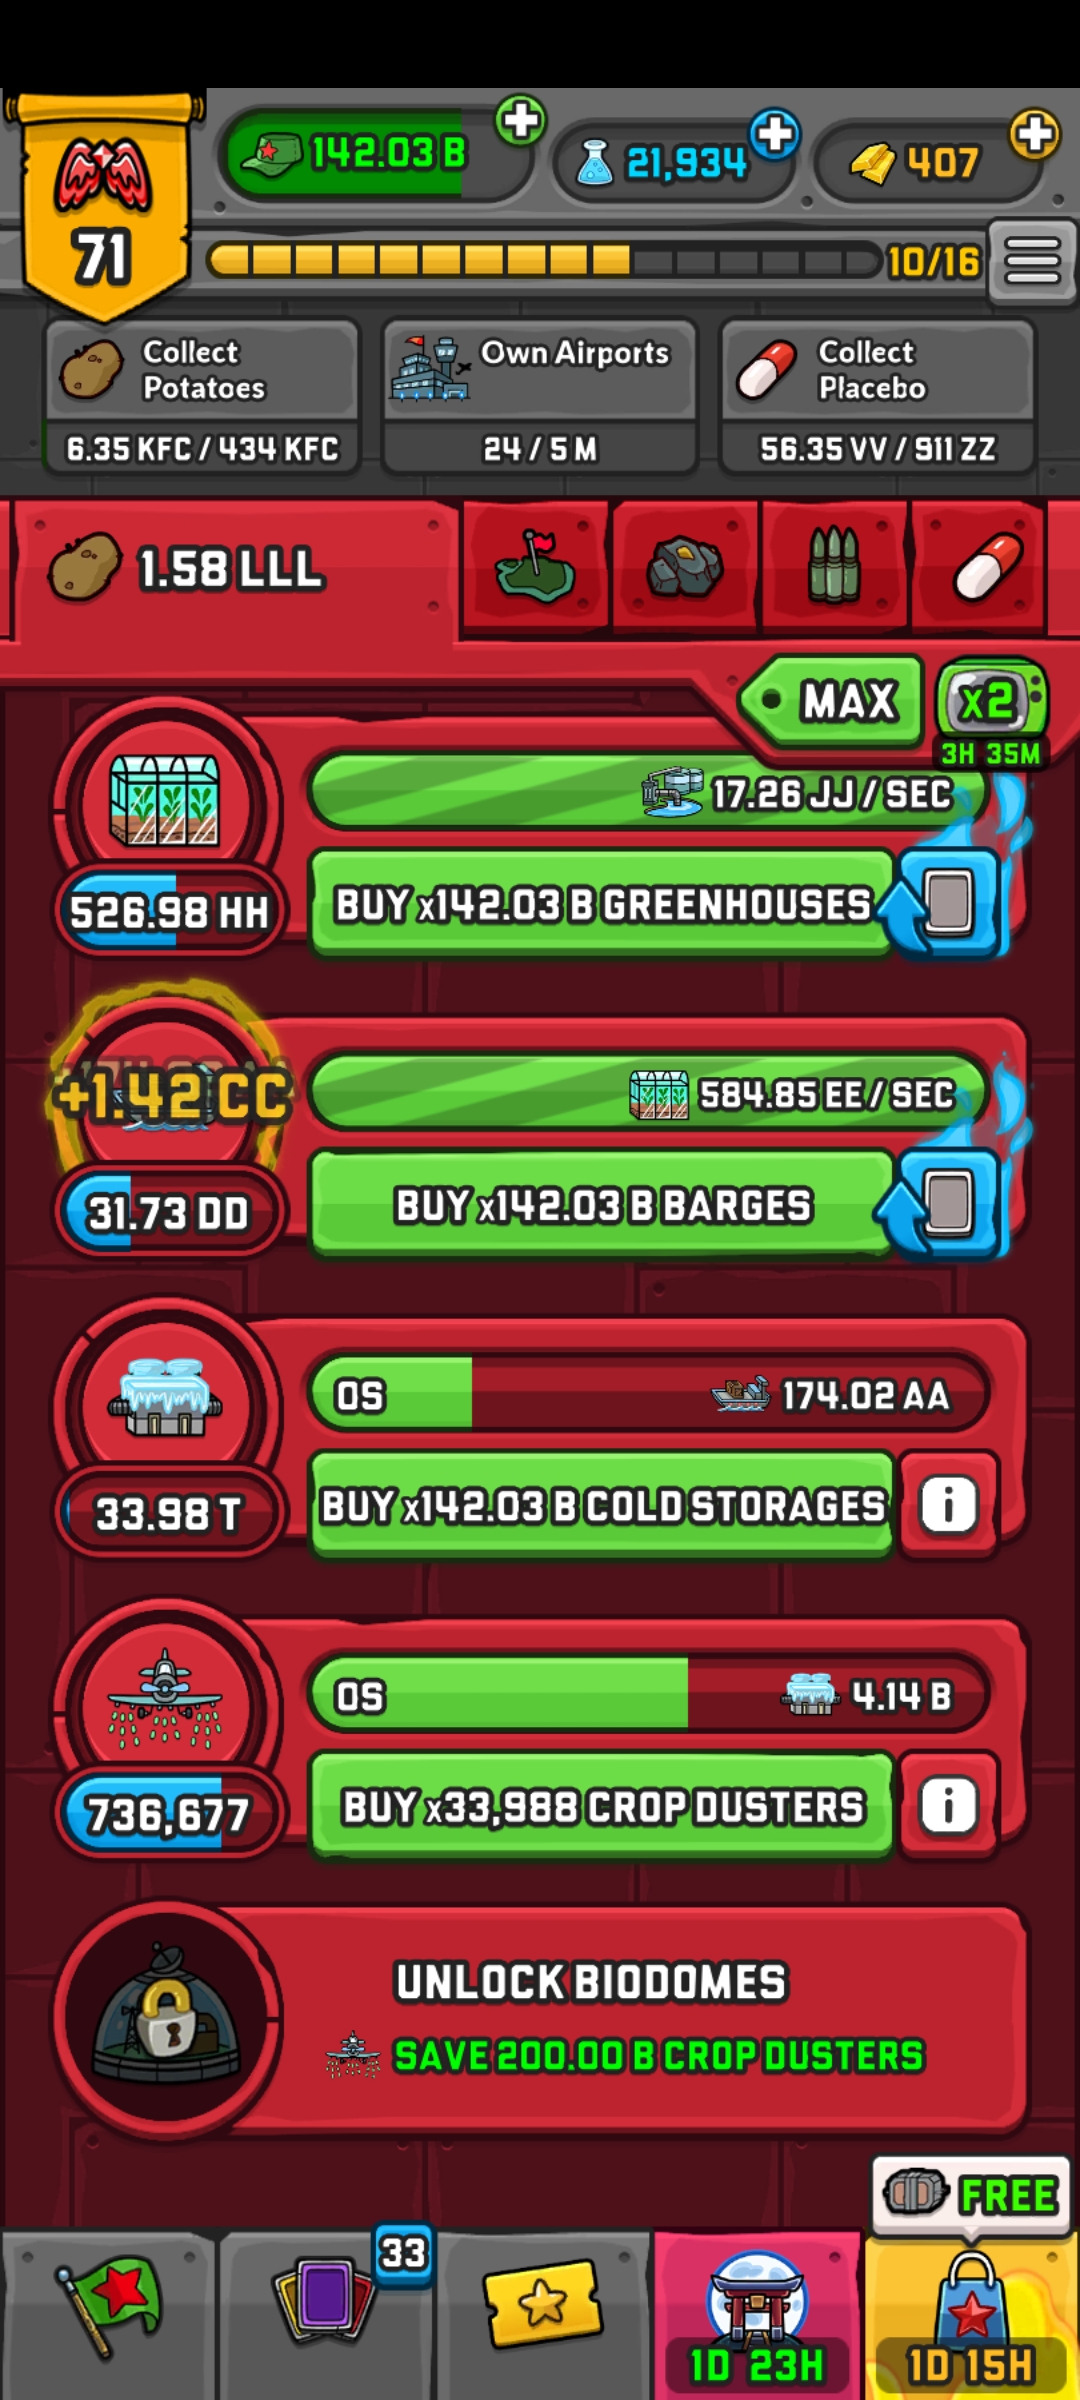 142.03 B
21,934
407
71
10/16
Collect
Potatoes
6.35 KFC / 434 KFC
Own Airports
24 / 5 M
Collect
Placebo
56.35 VV / 911 ZZ
1.58 LLL
MAX
x2
3H 35M
17.26 JJ / SEC
526.98 HH
BUY x142.03 B GREENHOUSES
+1.42 CC
584.85 EE / SEC
31.73 DD
BUY x142.03 B BARGES
0S
174.02 AA
33.98 T
BUY x142.03 B COLD STORAGES
i
0S
4.14 B
736,677
BUY x33,988 CROP DUSTERS
i
UNLOCK BIODOMES
SAVE 200.00 B CROP DUSTERS
FREE
33
1D 23H
1D 15H